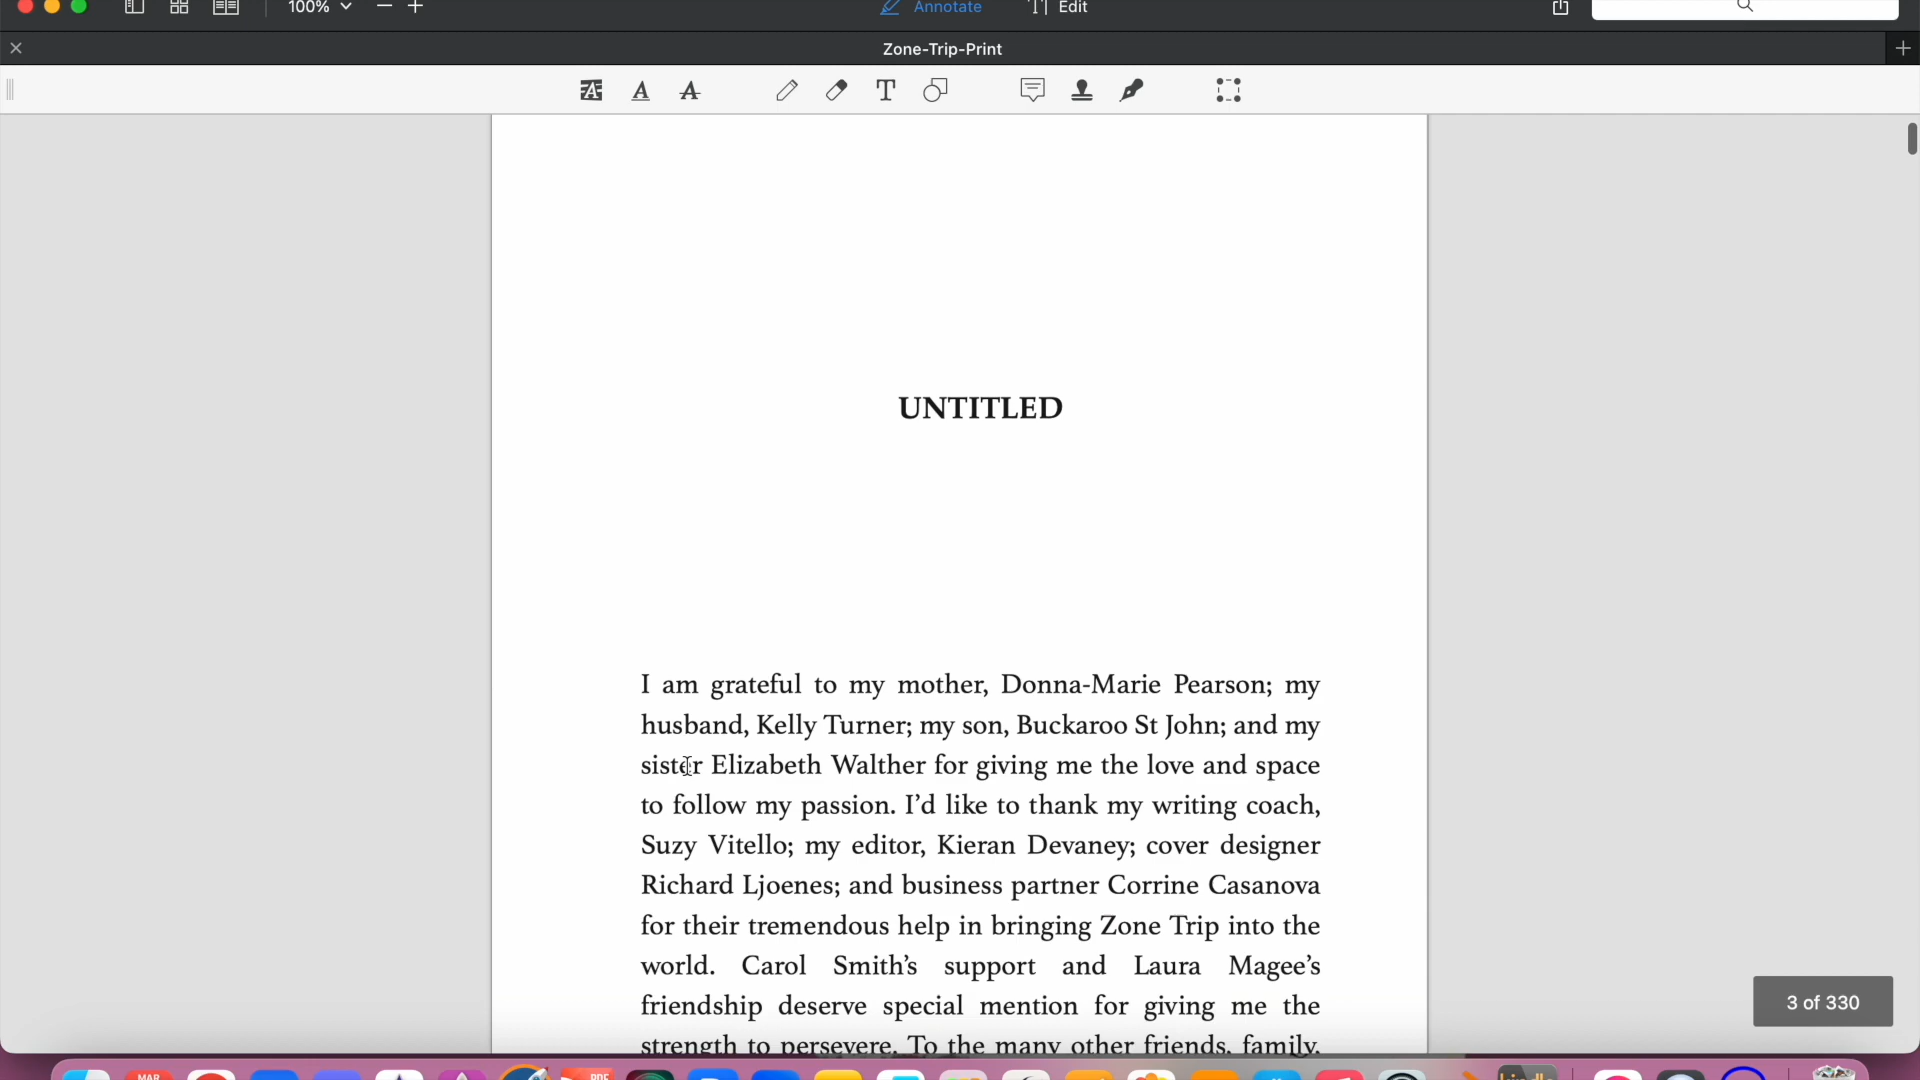 100%
Annotate
Edit
Zone-Trip-Print
UNTITLED
I am grateful to my mother, Donna-Marie Pearson; my
husband, Kelly Turner; my son, Buckaroo St John; and my
sister Elizabeth Walther for giving me the love and space
to follow my passion. I’d like to thank my writing coach,
Suzy Vitello; my editor, Kieran Devaney; cover designer
Richard Ljoenes; and business partner Corrine Casanova
for their tremendous help in bringing Zone Trip into the
world. Carol Smith’s support and Laura Magee’s
friendship deserve special mention for giving me the
strength to persevere. To the many other friends, family,
3 of 330
MAR
PDF
kindle